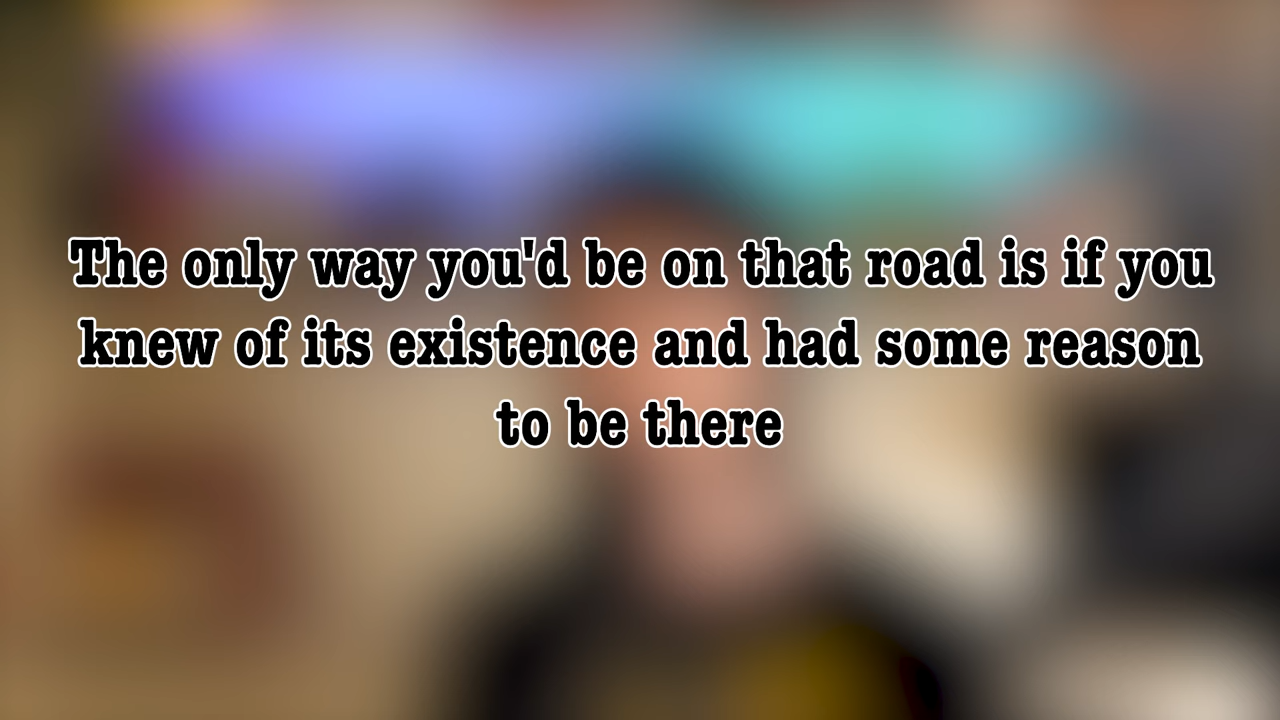 The only way you'd be on that road is if you
knew of its existence and had some reason
to be there